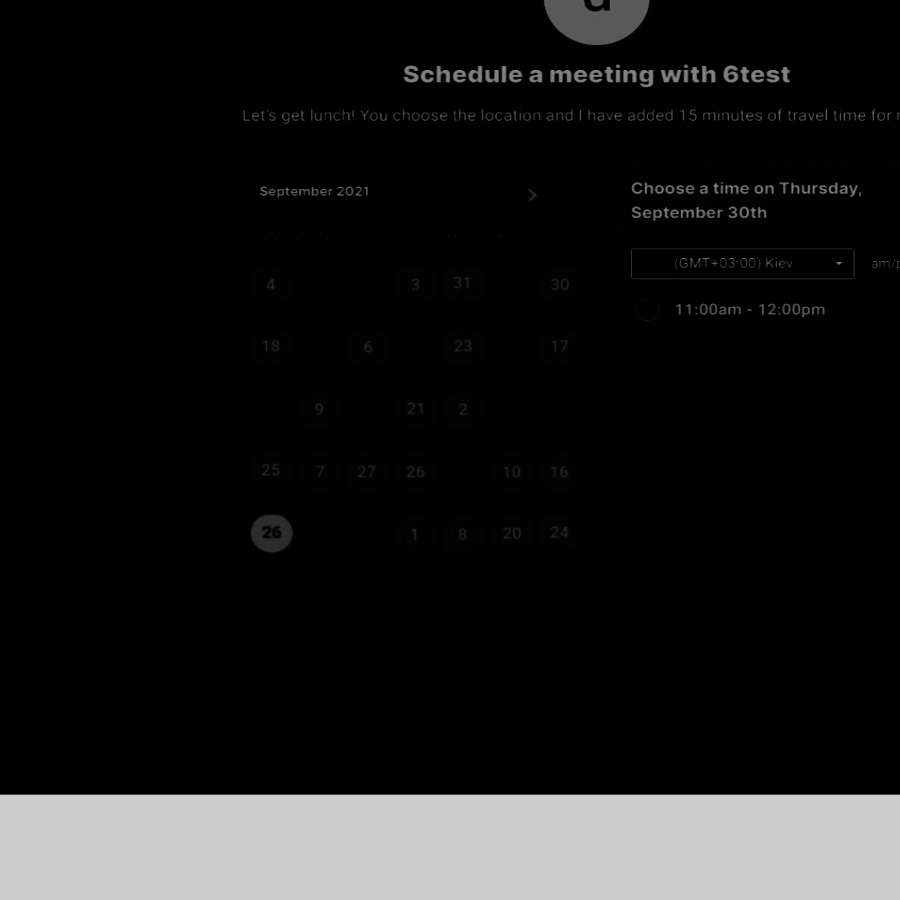 Schedule a meeting with 6test
Let's get lunch! You choose the location and I have added 15 minutes of travel time for
September 2021
4 3 31 30
18 6 23 17
9 21 2
25 7 27 26 10 16
26 1 8 20 24
Choose a time on Thursday,
September 30th
(GMT+03:00) Kiev am/
11:00am - 12:00pm